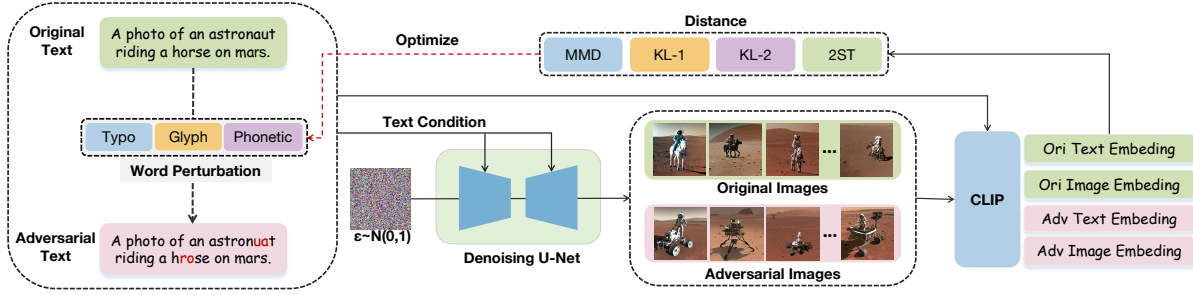 Original
Text
A photo of an astronaut
riding a horse on mars.
Typo
Glyph
Phonetic
Word Perturbation
Adversarial
Text
A photo of an astronuat
riding a hrose on mars.
Optimize
Distance
MMD
KL-1
KL-2
2ST
Text Condition
ε~N(0,1)
Denoising U-Net
...
Original Images
...
Adversarial Images
CLIP
Ori Text Embeding
Ori Image Embeding
Adv Text Embeding
Adv Image Embeding